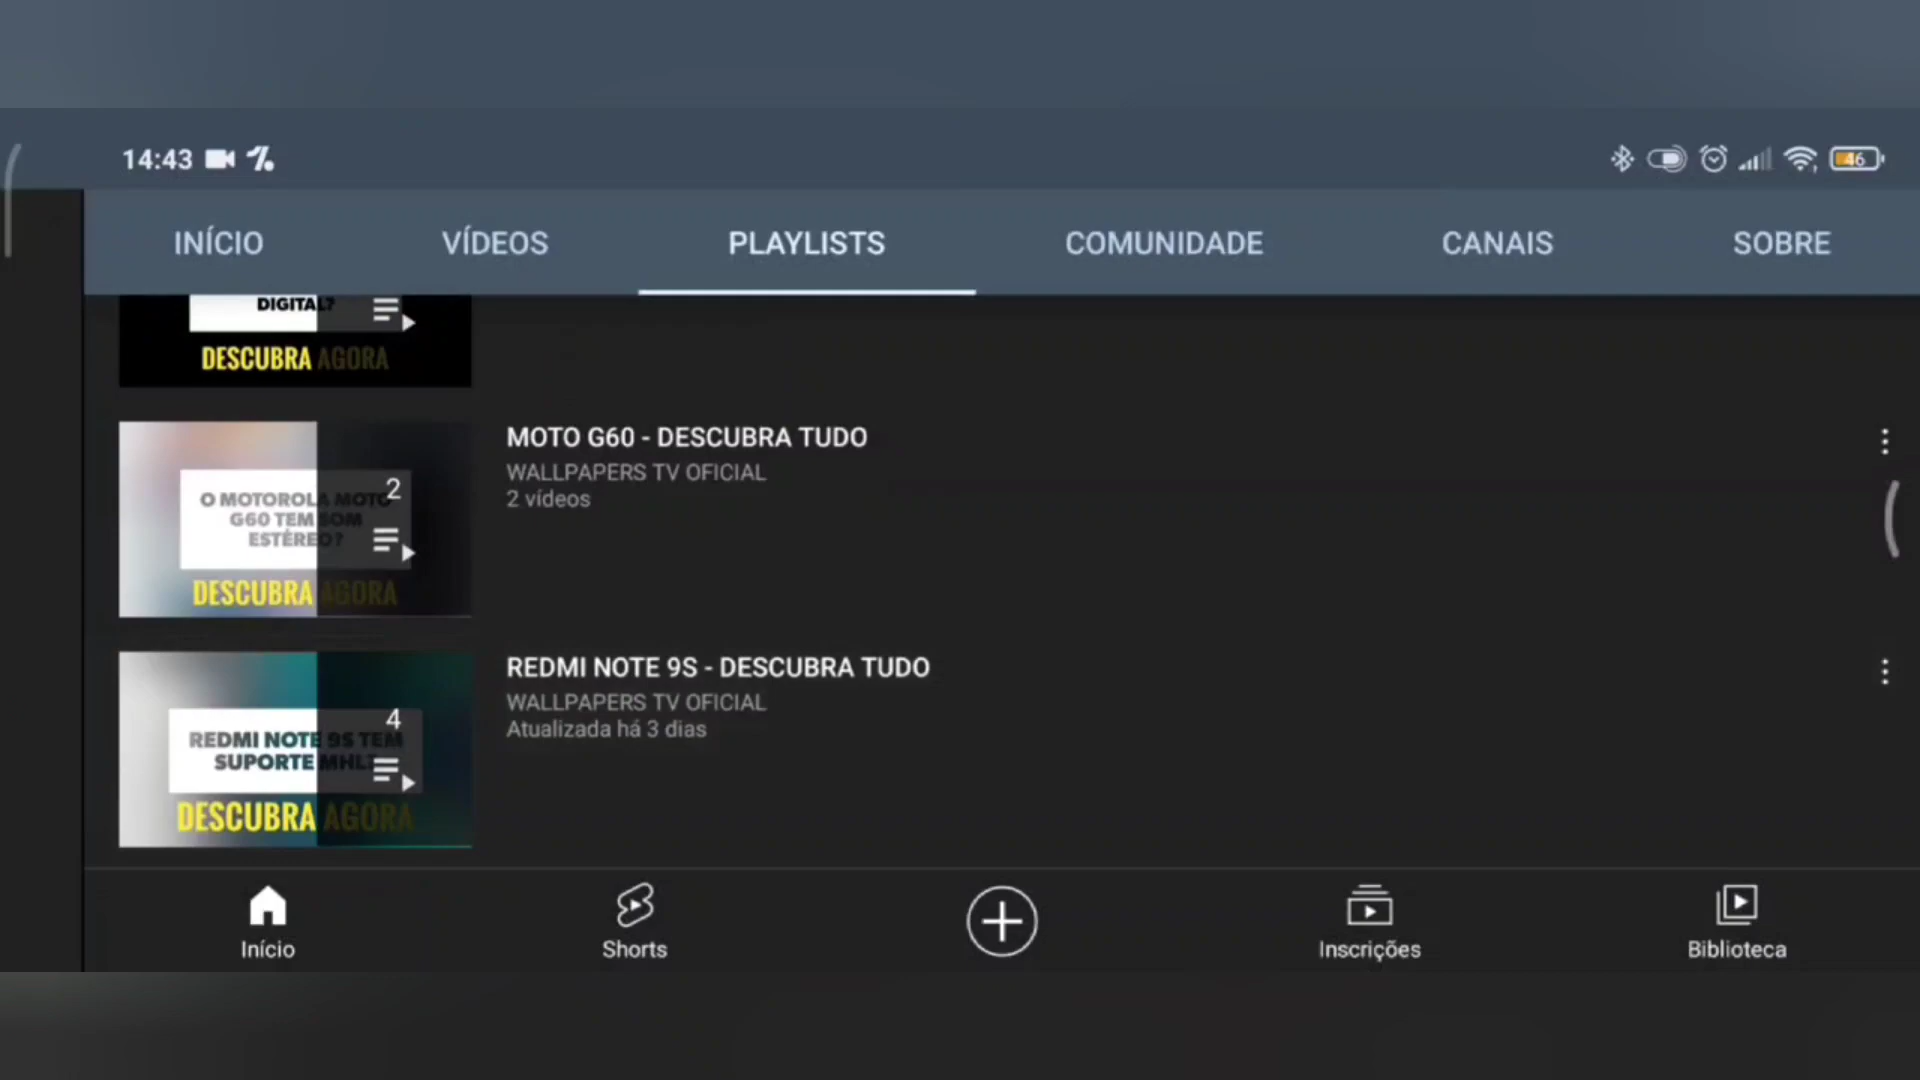 14:43
46
INÍCIO VÍDEOS PLAYLISTS COMUNIDADE CANAIS SOBRE
DIGITAL?
DESCUBRA AGORA
MOTO G60 - DESCUBRA TUDO
WALLPAPERS TV OFICIAL
2 vídeos
2
O MOTOROLA MOTO
G60 TEM SOM
ESTÉREO?
DESCUBRA AGORA
REDMI NOTE 9S - DESCUBRA TUDO
WALLPAPERS TV OFICIAL
Atualizada há 3 dias
4
REDMI NOTE 9S TEM
SUPORTE MHL?
DESCUBRA AGORA
Início Shorts Inscrições Biblioteca